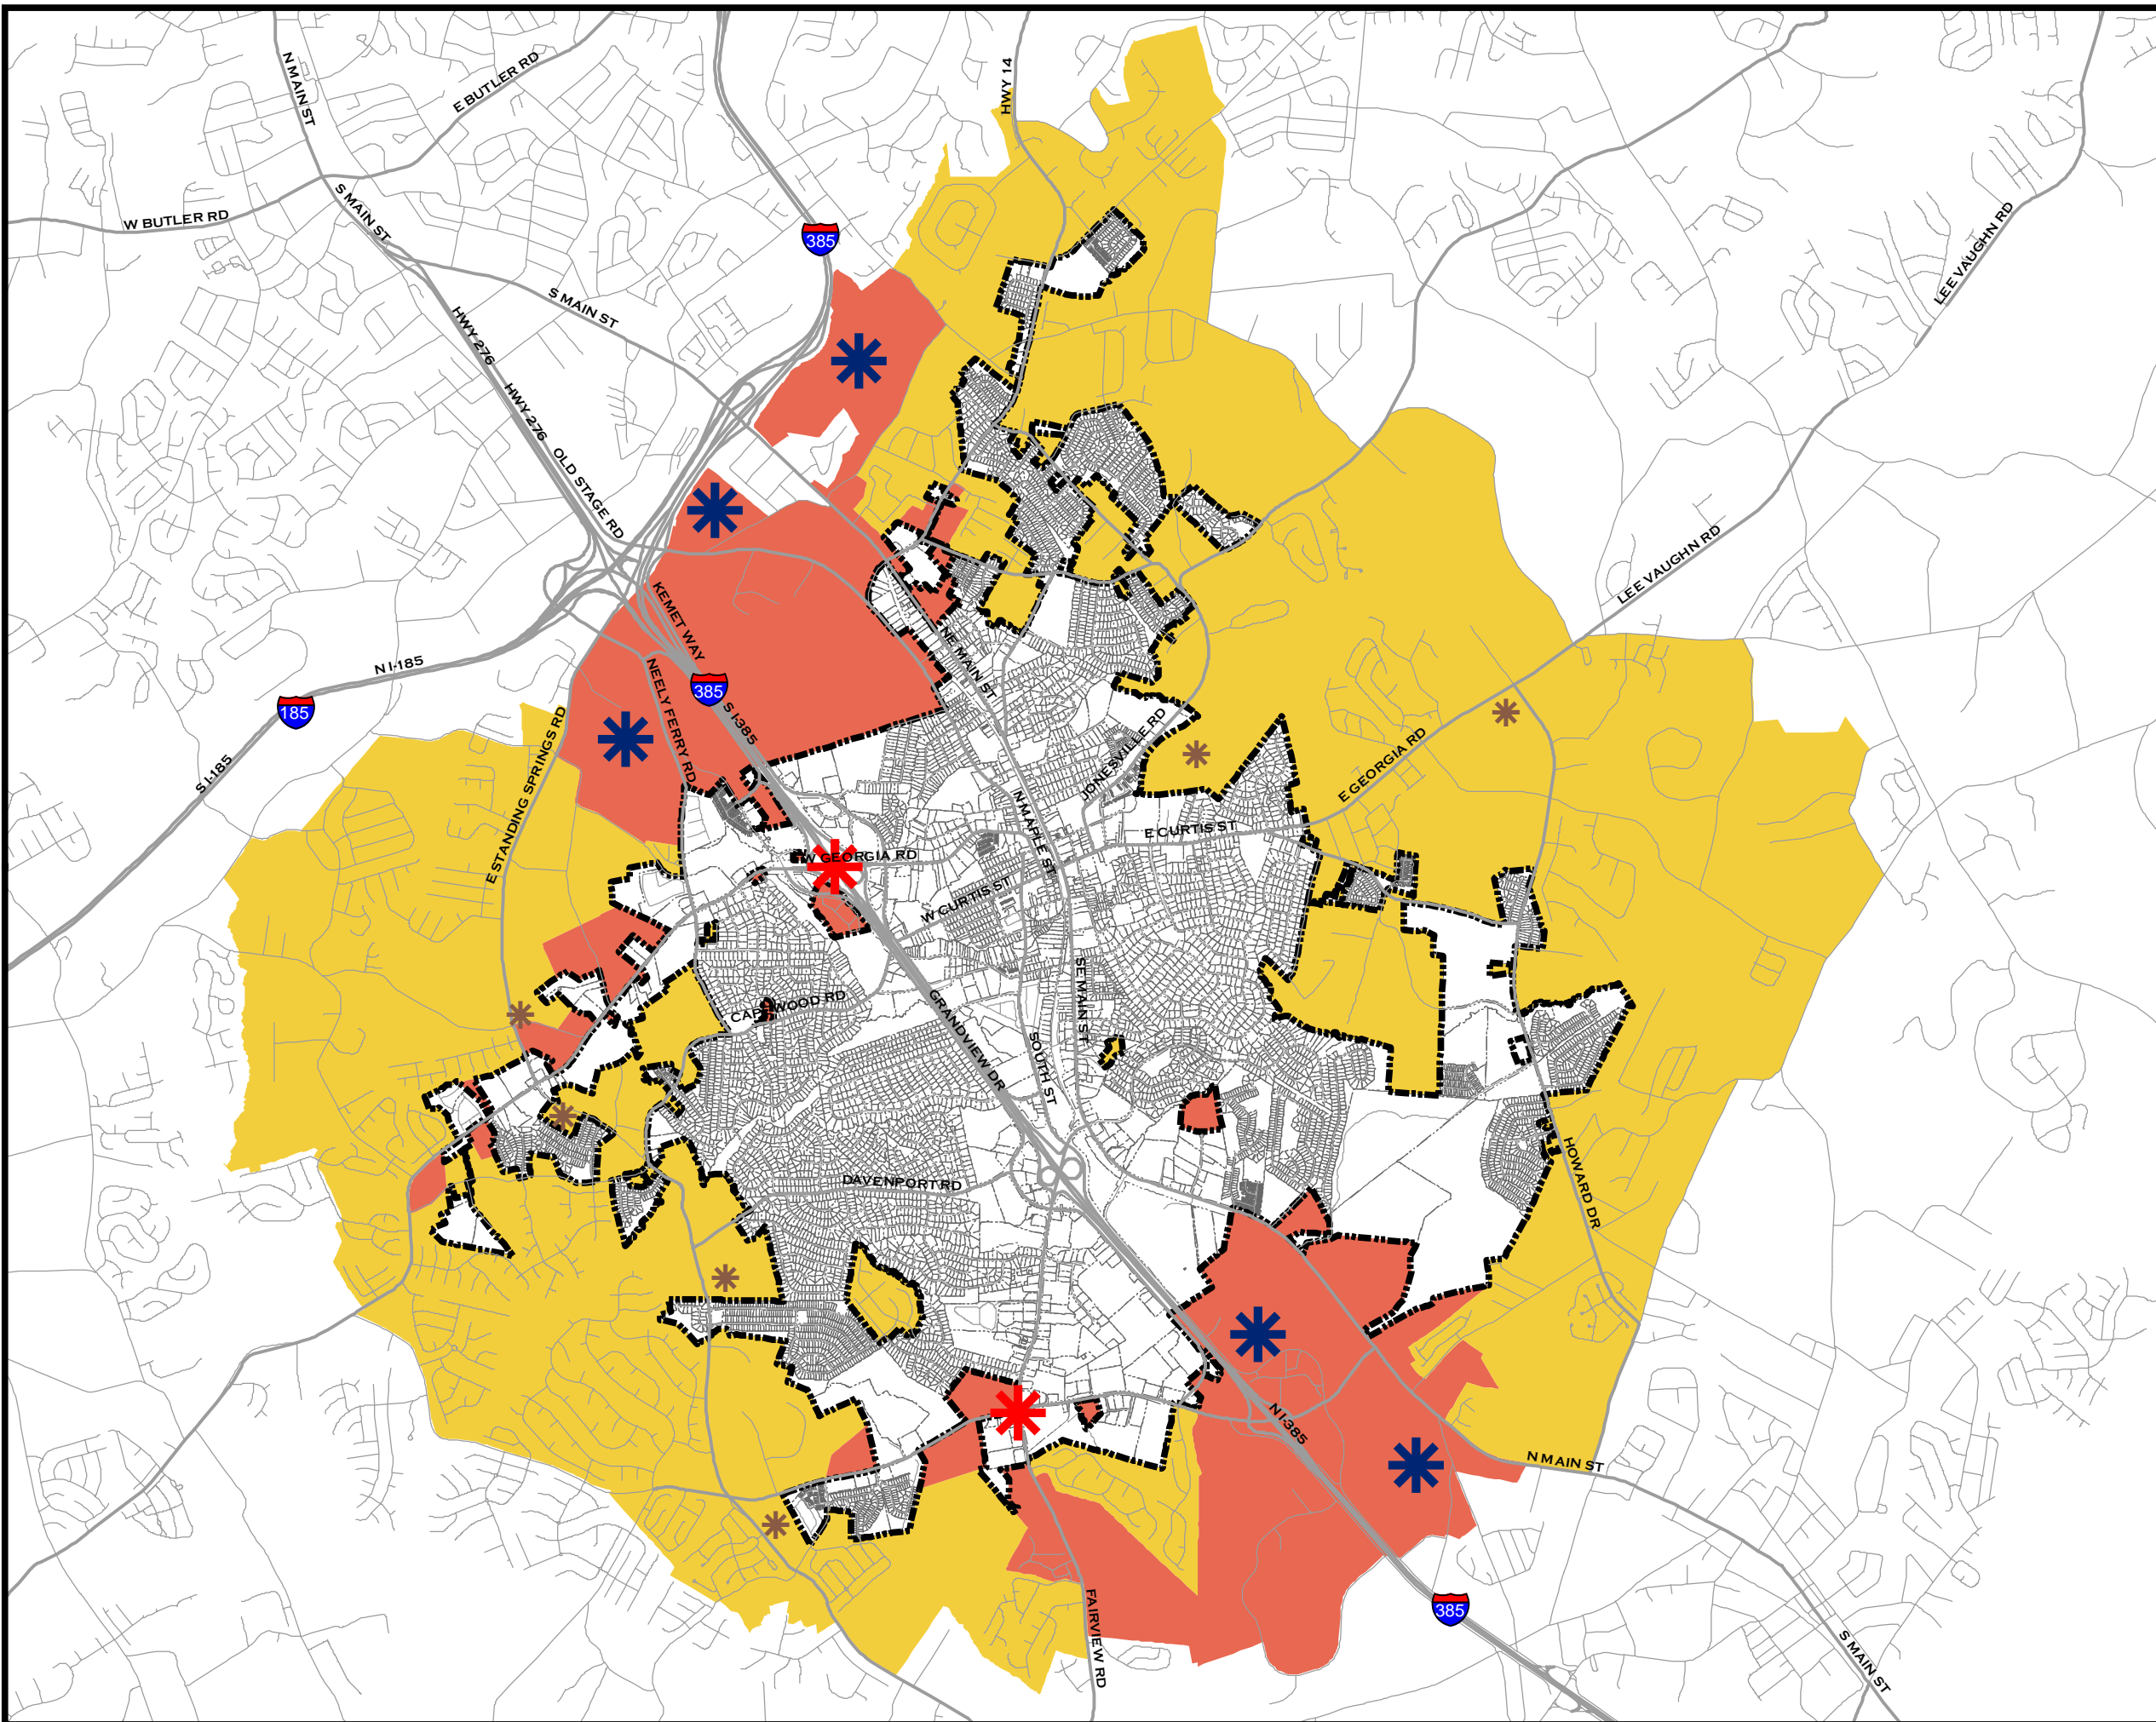 N MAIN ST
E BUTLER RD
HWY 14
W BUTLER RD
S MAIN ST
385
LEE VAUGHN RD
S MAIN ST
HWY 276
HWY 276
OLD STAGE RD
LEE VAUGHN RD
KEMET WAY
NE MAIN ST
N I-185
NEELY FERRY RD
385
185
S I-385
JONESVILLE RD
E STANDING SPRINGS RD
E GEORGIA RD
S I-185
N MAPLE ST
E CURTIS ST
W GEORGIA RD
W CURTIS ST
SE MAIN ST
GRANDVIEW DR
SOUTH ST
HOWARD DR
DAVENPORT RD
N I-385
N MAIN ST
FAIRVIEW RD
385
S MAIN ST